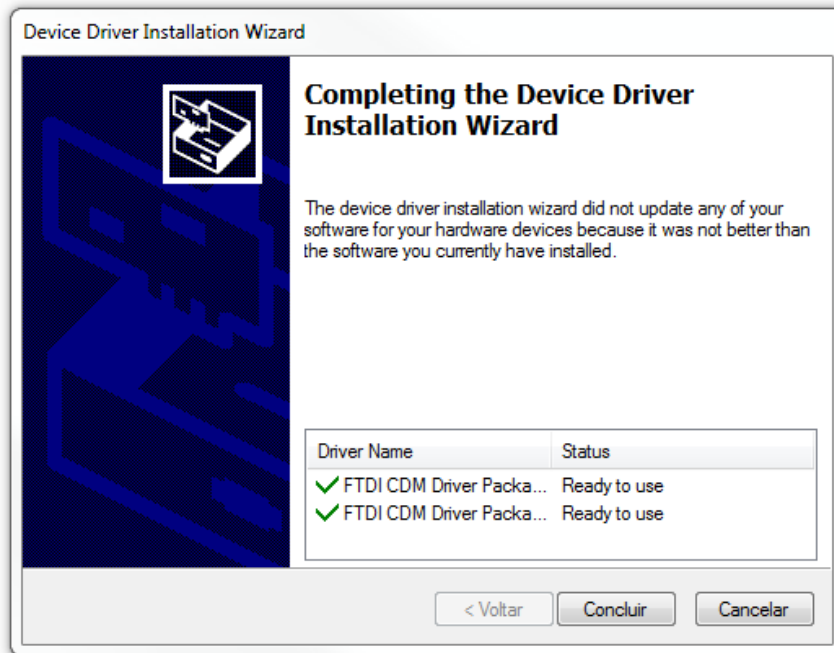 Device Driver Installation Wizard
Completing the Device Driver
Installation Wizard
The device driver installation wizard did not update any of your
software for your hardware devices because it was not better than
the software you currently have installed.
Driver Name Status
FTDI CDM Driver Packa... Ready to use
FTDI CDM Driver Packa... Ready to use
< Voltar Concluir Cancelar